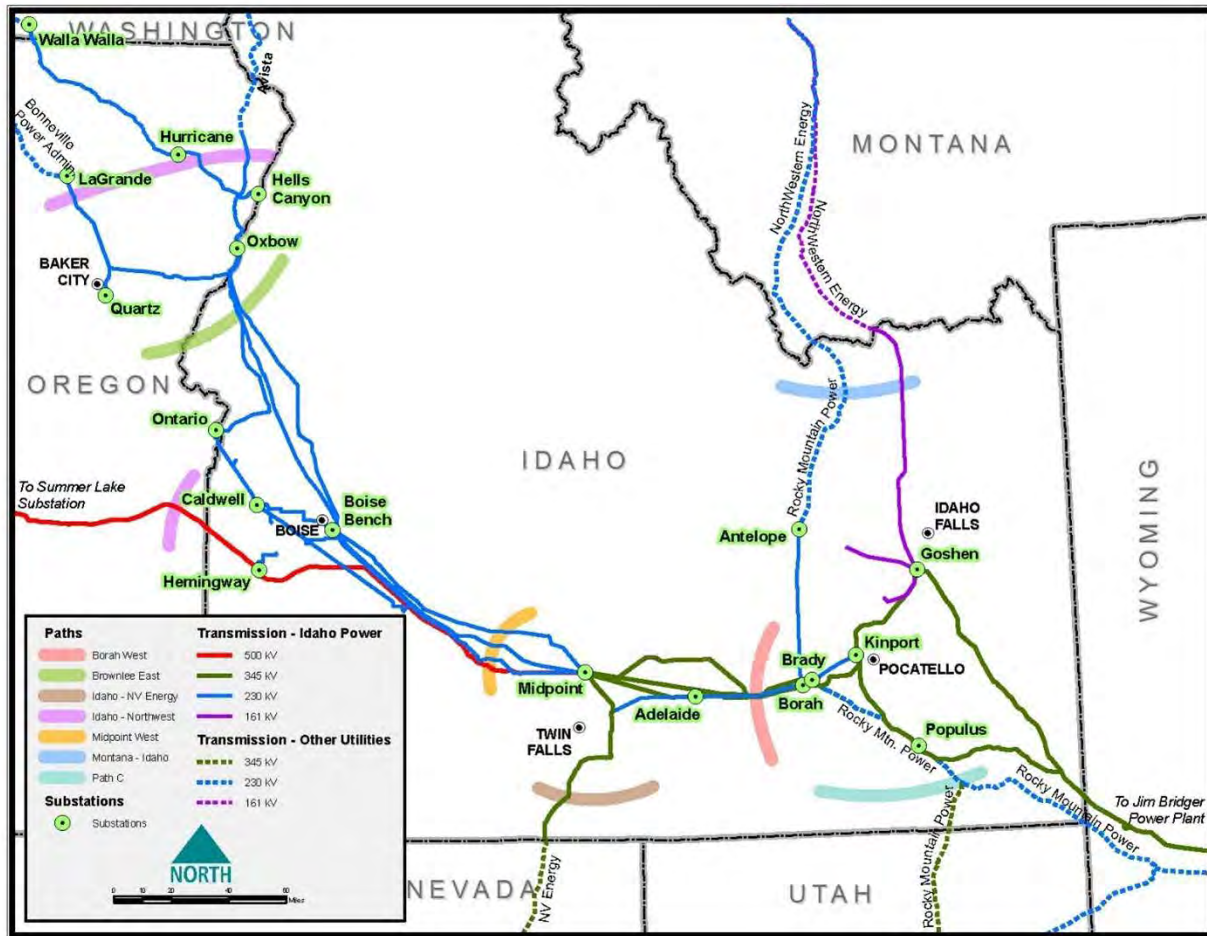 WASHINGTON
Walla Walla
Avista
Bonneville
Power Admin
Hurricane
LaGrande
Hells
Canyon
Oxbow
BAKER
CITY
Quartz
OREGON
Ontario
To Summer Lake
Substation
Caldwell
BOISE
Boise
Bench
Hemingway
IDAHO
MONTANA
NorthWestern Energy
NorthWestern Energy
Rocky Mountain Power
WYOMING
Antelope
IDAHO
FALLS
Goshen
Kinport
POCATELLO
Brady
Borah
Midpoint
Adelaide
TWIN
FALLS
Populus
Rocky Mtn. Power
Rocky Mountain Power
Rocky Mountain Power
To Jim Bridger
Power Plant
NEVADA
NV Energy
UTAH
Paths
Borah West
Brownlee East
Idaho - NV Energy
Idaho - Northwest
Midpoint West
Montana - Idaho
Path C
Substations
Substations
Transmission - Idaho Power
500 kV
345 kV
230 kV
161 kV
Transmission - Other Utilities
345 kV
230 kV
161 kV
NORTH
0 20 40 60
Miles